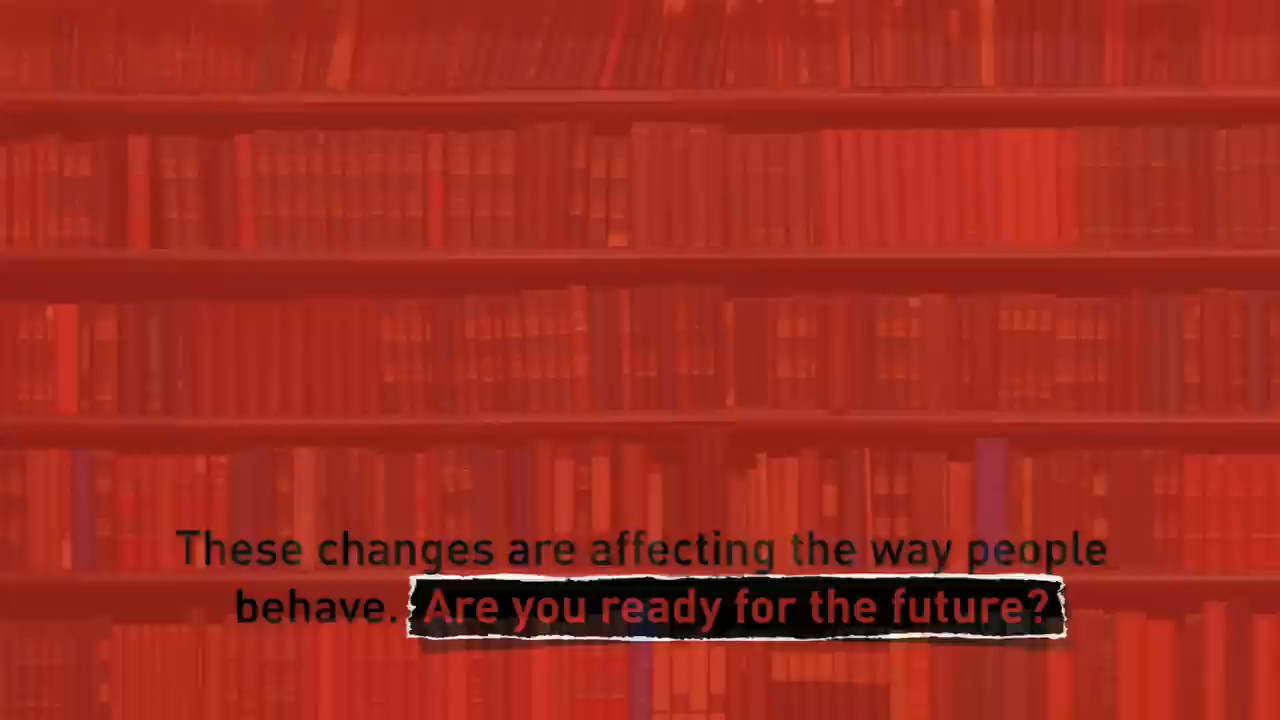 These changes are affecting the way people
behave. Are you ready for the future?